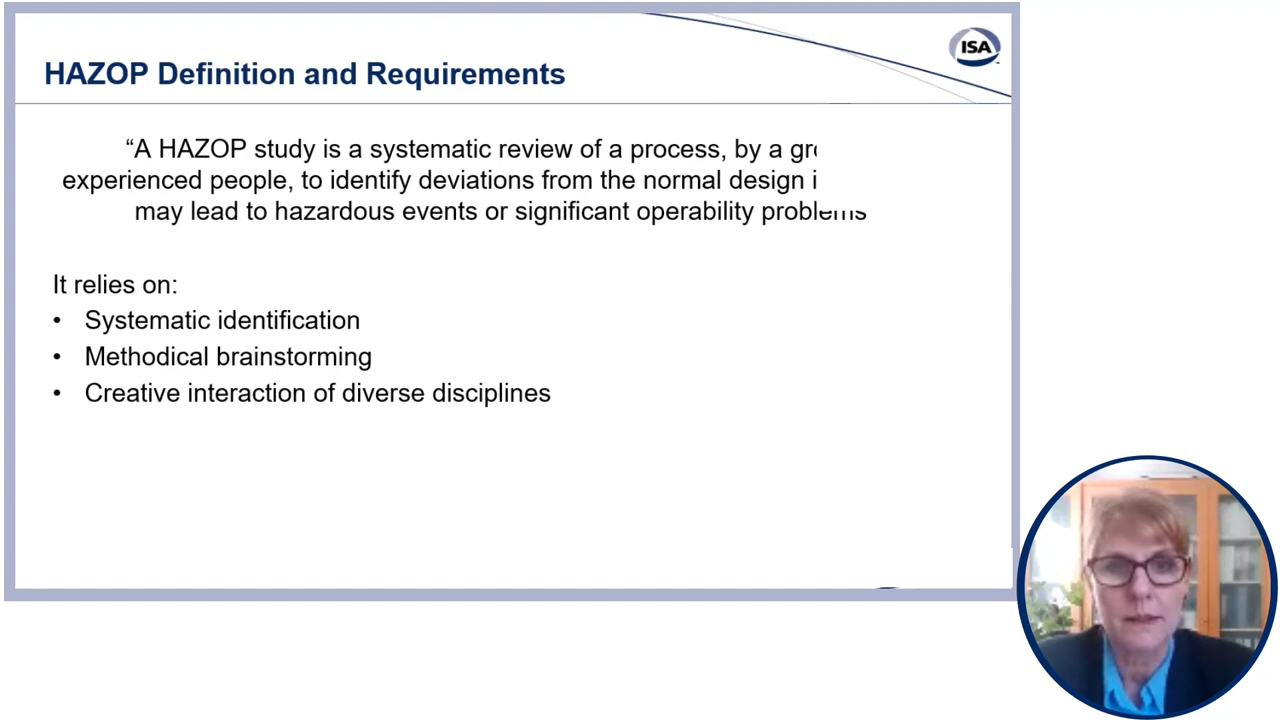 ISA
HAZOP Definition and Requirements
“A HAZOP study is a systematic review of a process, by a
experienced people, to identify deviations from the normal design
may lead to hazardous events or significant operability problems
It relies on:
• Systematic identification
• Methodical brainstorming
• Creative interaction of diverse disciplines